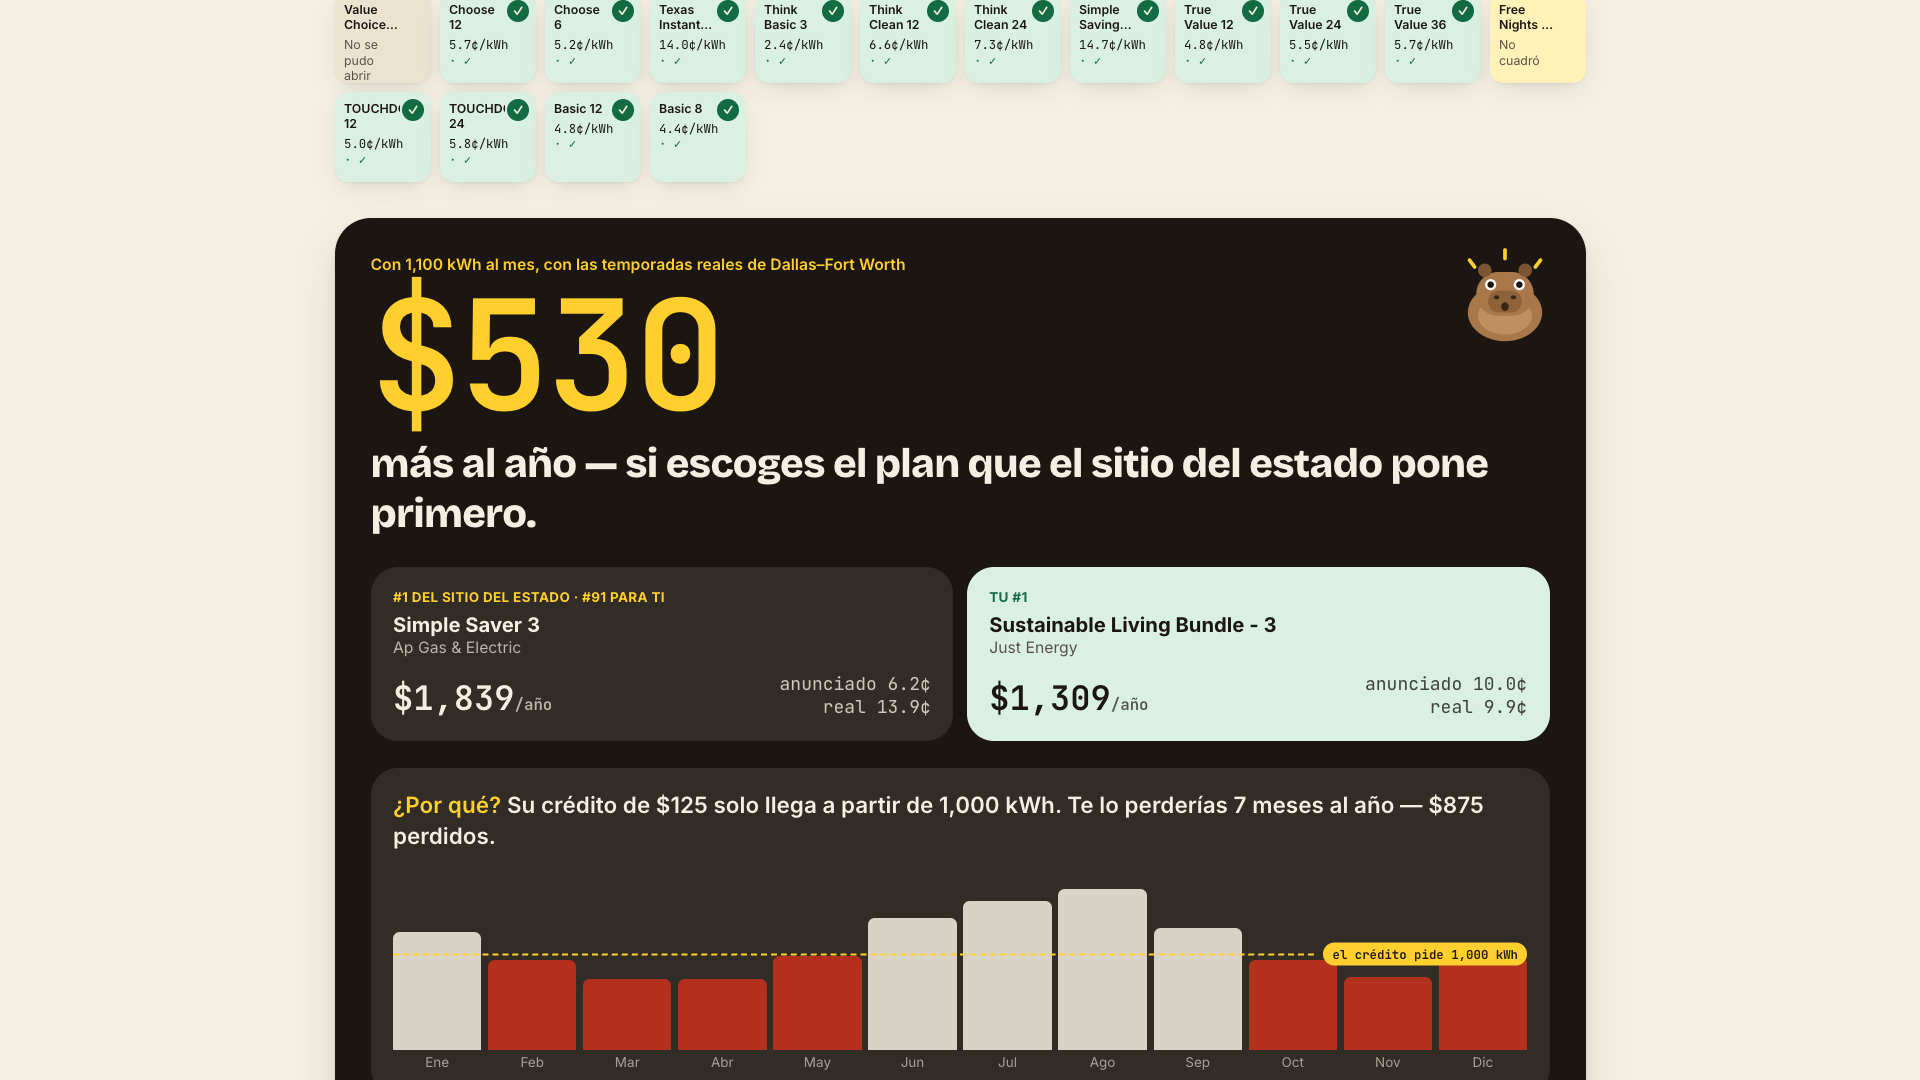 Value Choice...
No se pudo abrir
Choose 12
5.7¢/kWh · ✓
Choose 6
5.2¢/kWh · ✓
Texas Instant...
14.0¢/kWh · ✓
Think Basic 3
2.4¢/kWh · ✓
Think Clean 12
6.6¢/kWh · ✓
Think Clean 24
7.3¢/kWh · ✓
Simple Saving...
14.7¢/kWh · ✓
True Value 12
4.8¢/kWh · ✓
True Value 24
5.5¢/kWh · ✓
True Value 36
5.7¢/kWh · ✓
Free Nights ...
No cuadró
TOUCHD 12
5.0¢/kWh · ✓
TOUCHD 24
5.8¢/kWh · ✓
Basic 12
4.8¢/kWh · ✓
Basic 8
4.4¢/kWh · ✓
Con 1,100 kWh al mes, con las temporadas reales de Dallas–Fort Worth
$530
más al año — si escoges el plan que el sitio del estado pone
primero.
#1 DEL SITIO DEL ESTADO · #91 PARA TI
Simple Saver 3
Ap Gas & Electric
$1,839/año
anunciado 6.2¢
real 13.9¢
TU #1
Sustainable Living Bundle - 3
Just Energy
$1,309/año
anunciado 10.0¢
real 9.9¢
¿Por qué? Su crédito de $125 solo llega a partir de 1,000 kWh. Te lo perderías 7 meses al año — $875
perdidos.
el crédito pide 1,000 kWh
Ene Feb Mar Abr May Jun Jul Ago Sep Oct Nov Dic